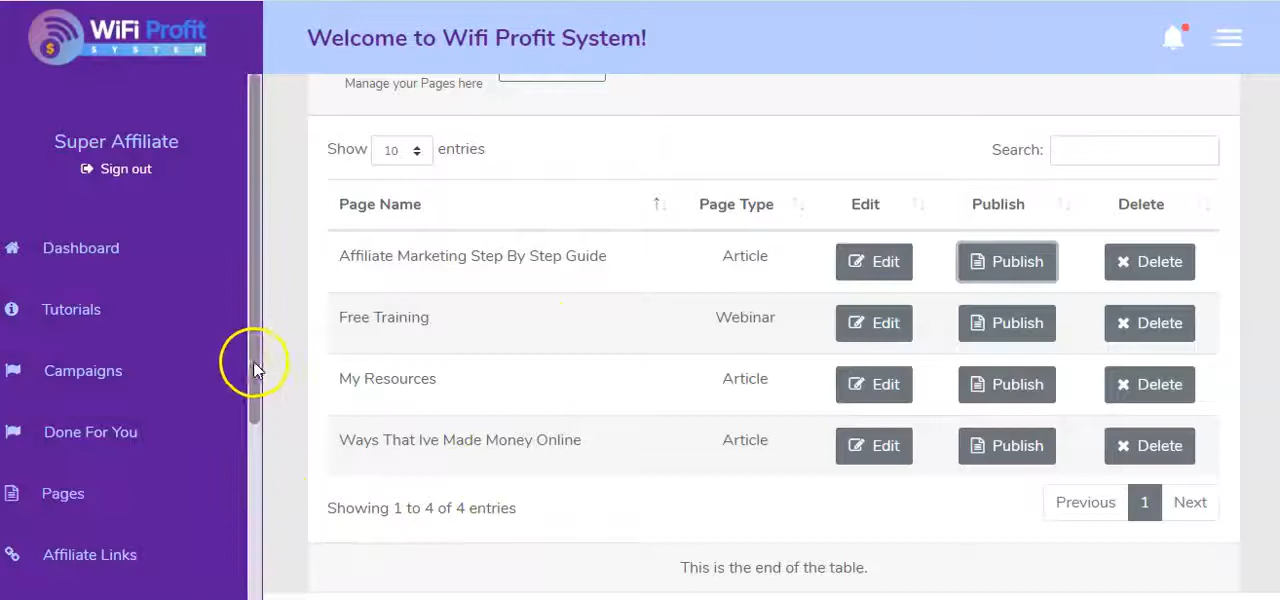 WiFi Profit
SYSTEM
Welcome to Wifi Profit System!
Super Affiliate
Sign out
Dashboard
Tutorials
Campaigns
Done For You
Pages
Affiliate Links
Manage your Pages here
Show 10 entries
Search:
Page Name Page Type Edit Publish Delete
Affiliate Marketing Step By Step Guide Article Edit Publish Delete
Free Training Webinar Edit Publish Delete
My Resources Article Edit Publish Delete
Ways That Ive Made Money Online Article Edit Publish Delete
Showing 1 to 4 of 4 entries
Previous 1 Next
This is the end of the table.